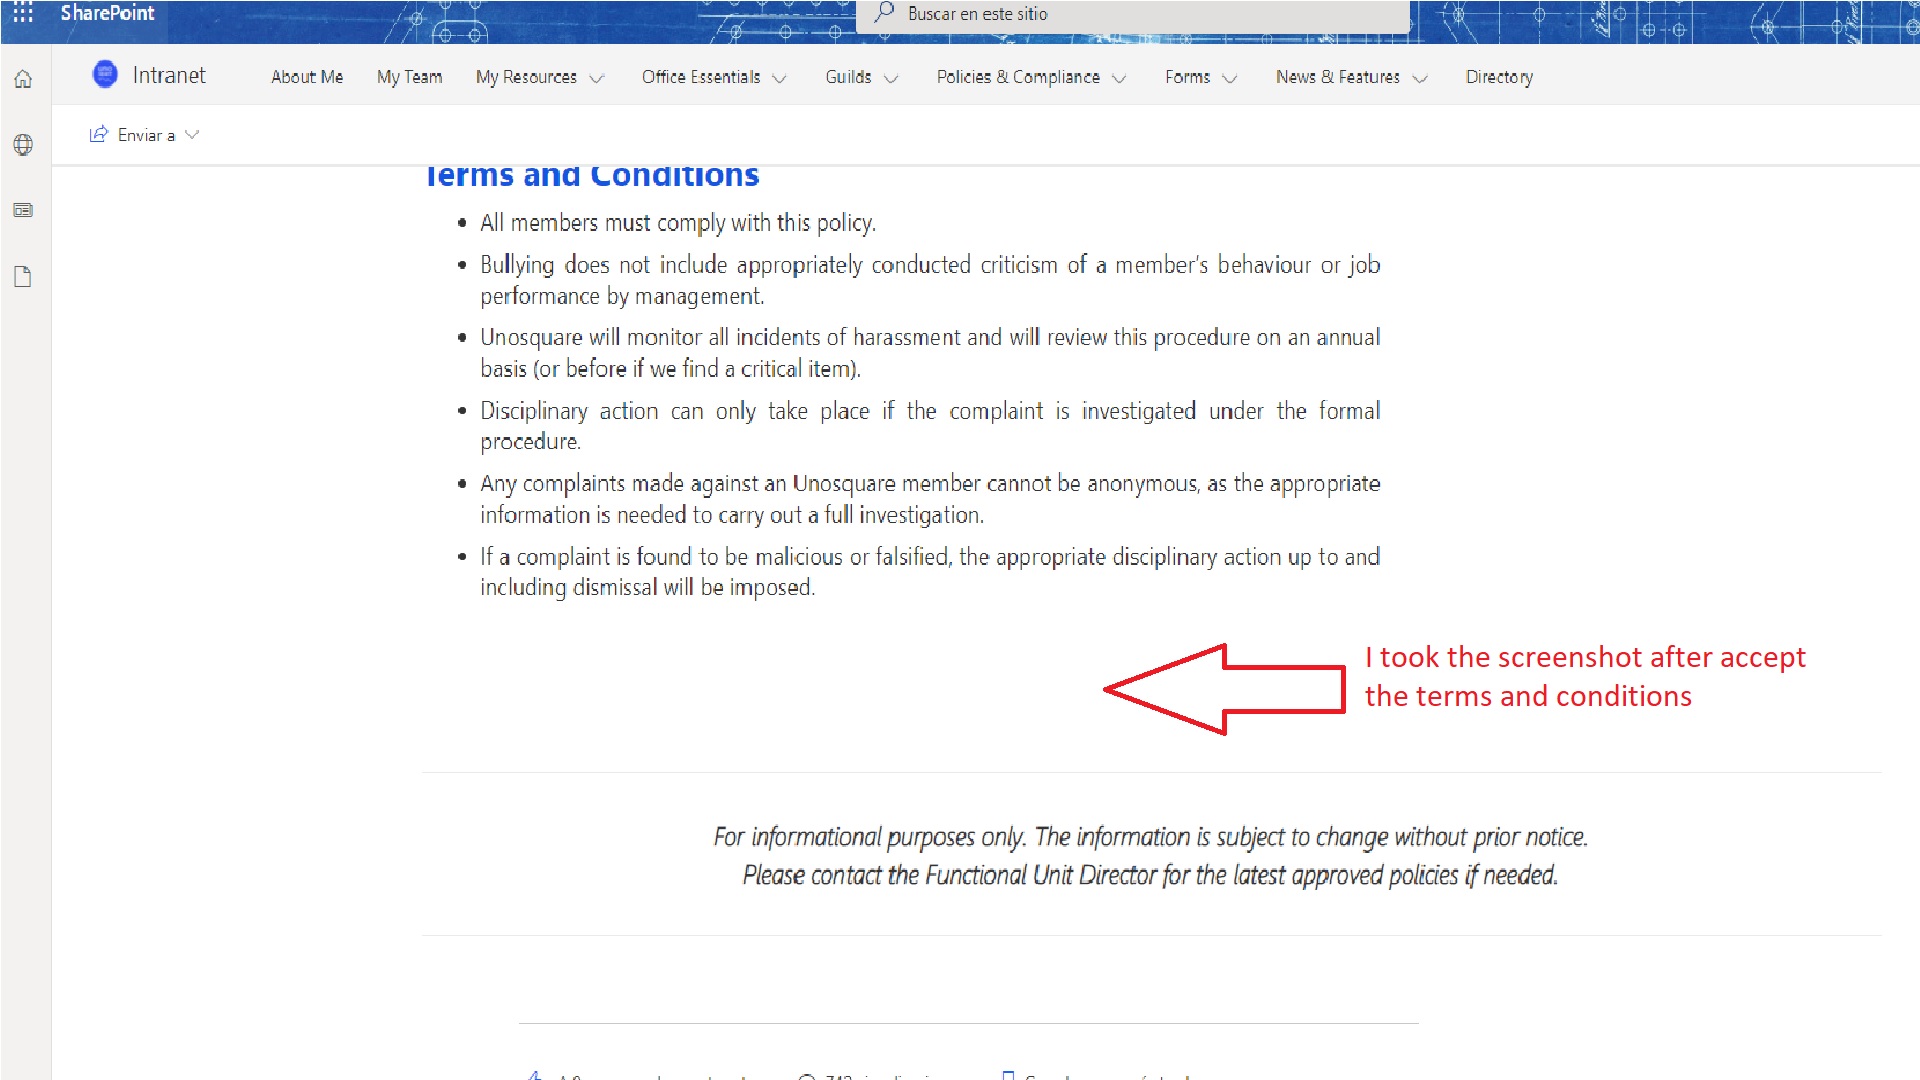 SharePoint
Buscar en este sitio
Intranet
About Me
My Team
My Resources
Office Essentials
Guilds
Policies & Compliance
Forms
News & Features
Directory
Enviar a
Terms and Conditions
All members must comply with this policy.
Bullying does not include appropriately conducted criticism of a member's behaviour or job
performance by management.
Unosquare will monitor all incidents of harassment and will review this procedure on an annual
basis (or before if we find a critical item).
Disciplinary action can only take place if the complaint is investigated under the formal
procedure.
Any complaints made against an Unosquare member cannot be anonymous, as the appropriate
information is needed to carry out a full investigation.
If a complaint is found to be malicious or falsified, the appropriate disciplinary action up to and
including dismissal will be imposed.
I took the screenshot after accept
the terms and conditions
For informational purposes only. The information is subject to change without prior notice.
Please contact the Functional Unit Director for the latest approved policies if needed.